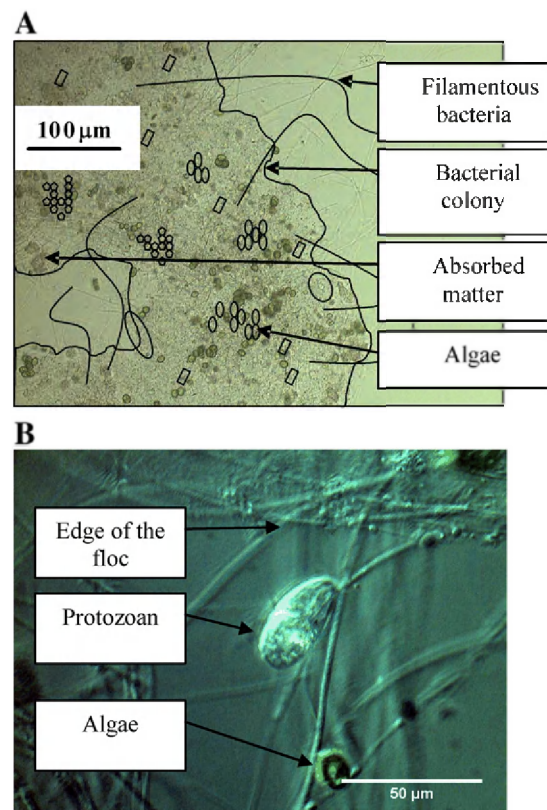 A
100 µm
Filamentous
bacteria
Bacterial
colony
Absorbed
matter
Algae
B
Edge of the
floc
Protozoan
Algae
50 µm